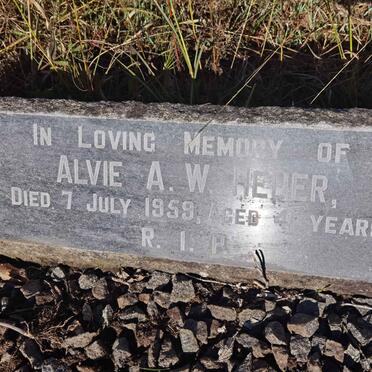 IN LOVING MEMORY OF
ALVIE A. W.
DIED 7 JULY 1959, AGED YEARS
R. I. P.